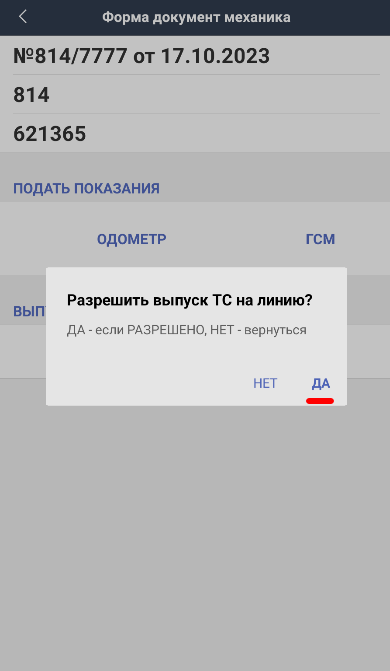 Форма документ механика
№814/7777 от 17.10.2023
814
621365
ПОДАТЬ ПОКАЗАНИЯ
ОДОМЕТР ГСМ
Разрешить выпуск ТС на линию?
ДА - если РАЗРЕШЕНО, НЕТ - вернуться
НЕТ ДА